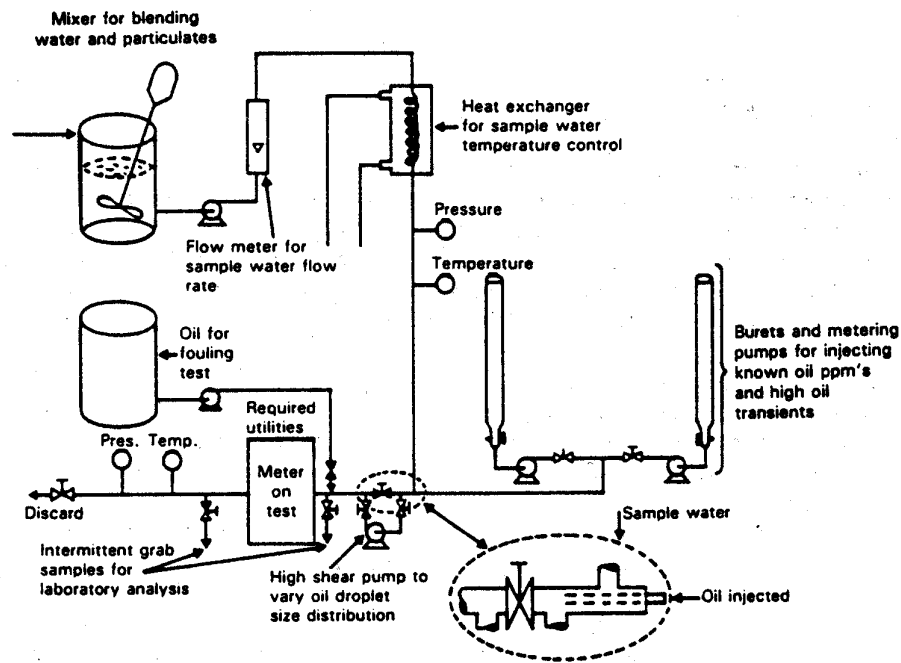 Mixer for blending
water and particulates
Heat exchanger
for sample water
temperature control
Flow meter for
sample water flow
rate
Pressure
Temperature
Oil for
fouling
test
Burets and metering
pumps for injecting
known oil ppm's
and high oil
transients
Required
utilities
Pres. Temp.
Meter
on
test
Discard
Intermittent grab
samples for
laboratory analysis
High shear pump to
vary oil droplet
size distribution
Sample water
Oil injected